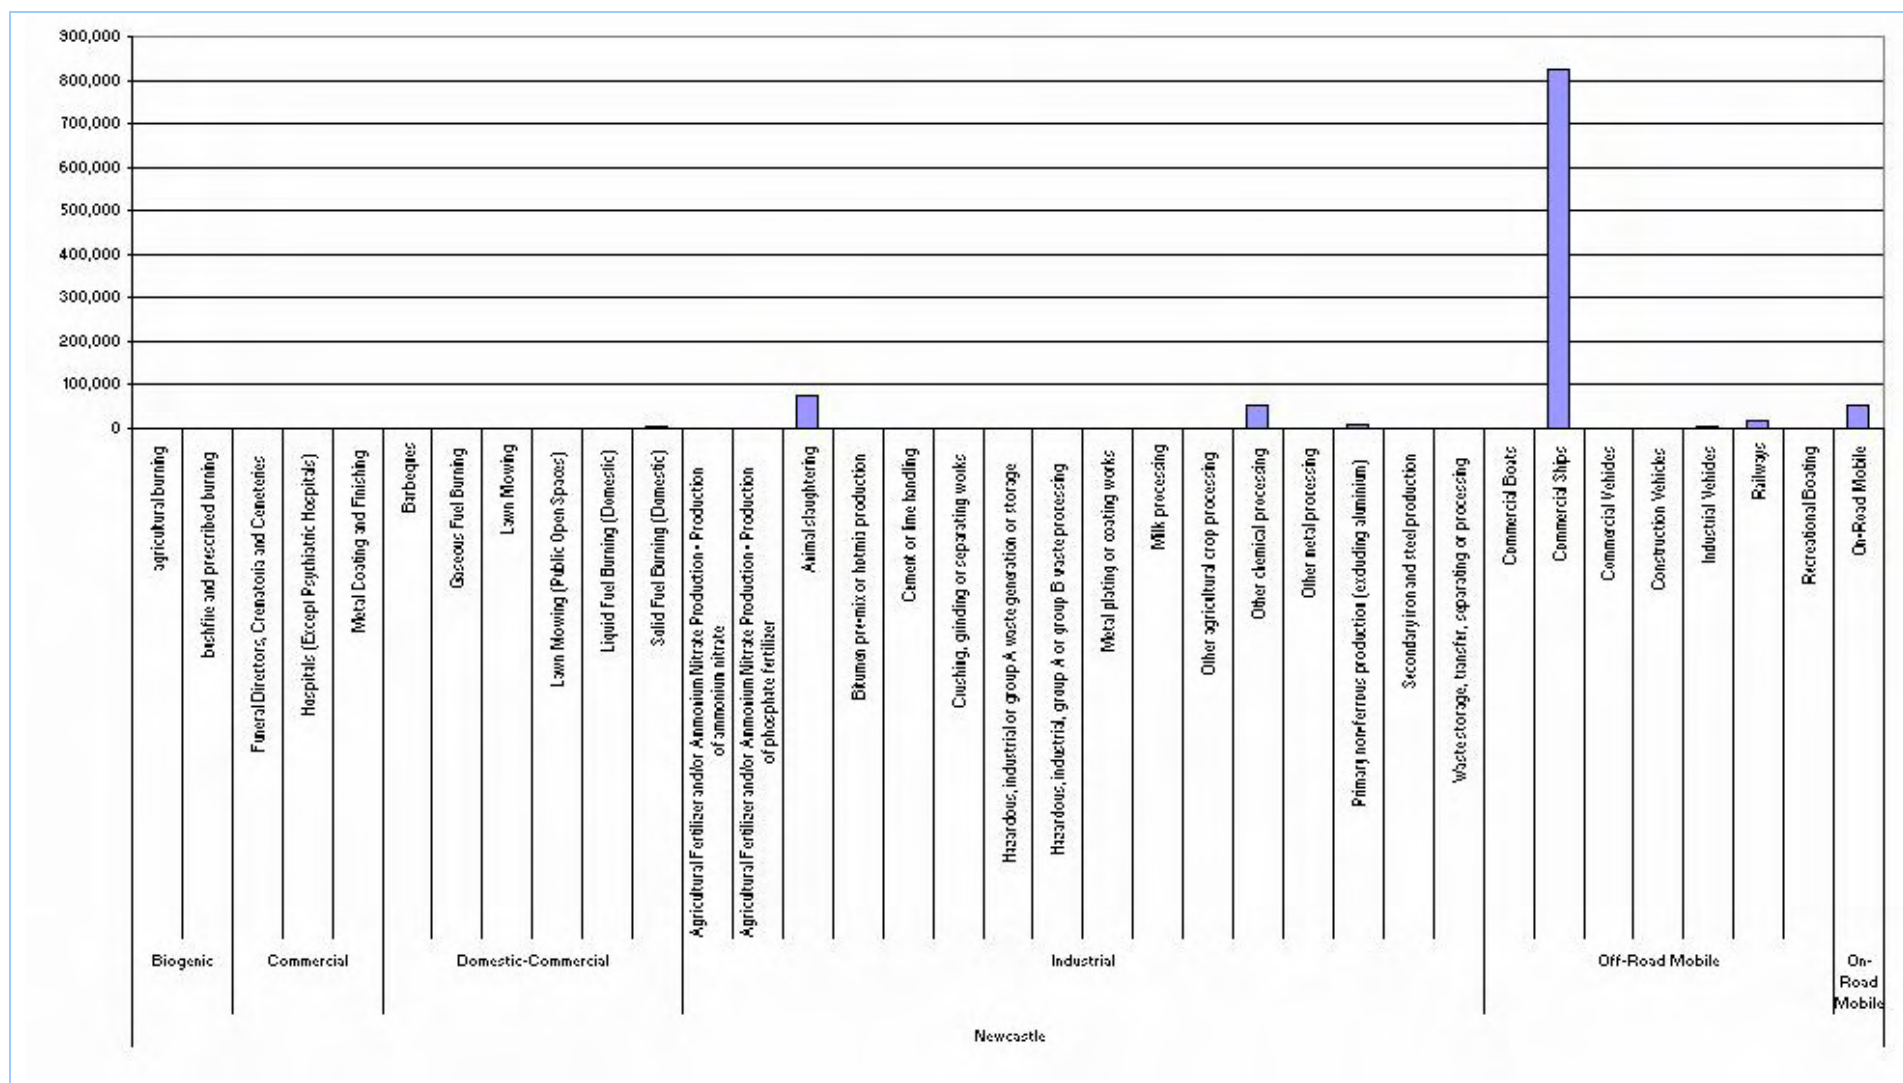 900,000
800,000
700,000
600,000
500,000
400,000
300,000
200,000
100,000
0
agricultural burning
bushfire and prescribed burning
Funeral Directors, Crematoria and Cemeteries
Hospitals (Except Psychiatric Hospitals)
Metal Coating and Finishing
Barbeques
Gaseous Fuel Burning
Lawn Mowing
Lawn Mowing (Public Open Spaces)
Liquid Fuel Burning (Domestic)
Solid Fuel Burning (Domestic)
Agricultural Fertilizer and/or Ammonium Nitrate Production - Production
of ammonium nitrate
Agricultural Fertilizer and/or Ammonium Nitrate Production - Production
of phosphate fertilizer
Animal slaughtering
Bitumen pre-mix or hotmix production
Cement or lime handling
Crushing, grinding or separating works
Hazardous, industrial or group A waste generation or storage
Hazardous, industrial, group A or group B waste processing
Metal plating or coating works
Milk processing
Other agricultural crop processing
Other chemical processing
Other metal processing
Primary non-ferrous production (excluding aluminium)
Secondary iron and steel production
Waste storage, transfer, separating or processing
Commercial Boats
Commercial Ships
Commercial Vehicles
Construction Vehicles
Industrial Vehicles
Railways
Recreational Boating
On-Road Mobile
Biogenic
Commercial
Domestic-Commercial
Industrial
Off-Road Mobile
On-
Road
Mobile
Newcastle